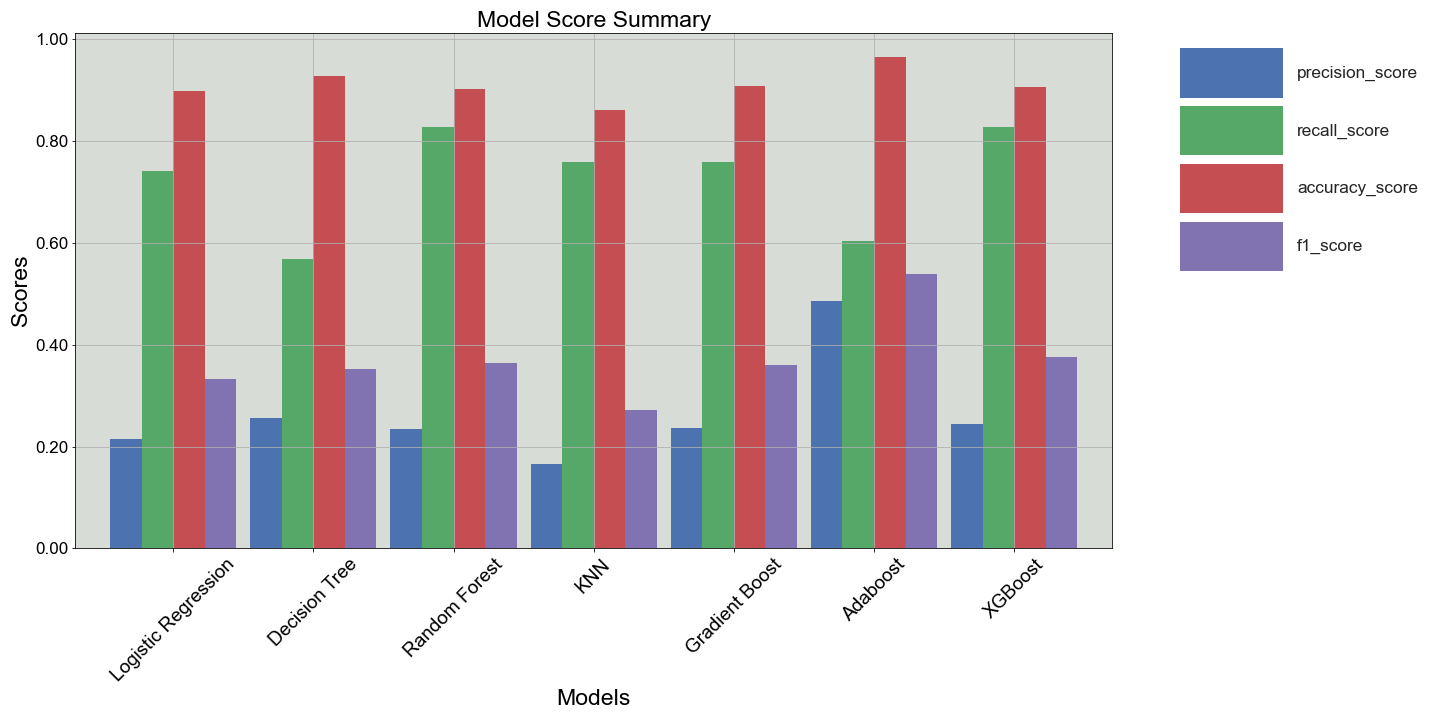 Model Score Summary
1.00
0.80
0.60
0.40
0.20
0.00
Scores
Logistic Regression
Decision Tree
Random Forest
KNN
Gradient Boost
Adaboost
XGBoost
Models
precision_score
recall_score
accuracy_score
f1_score